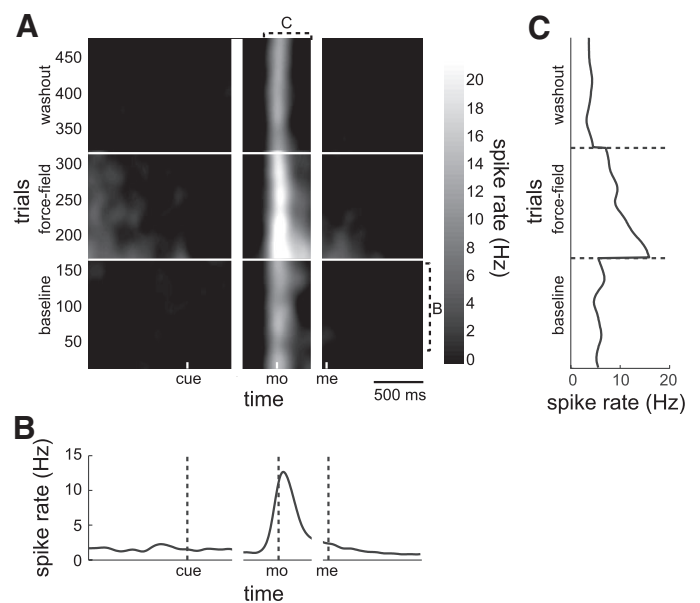 A
C
450
400
350
300
250
200
150
100
50
washout
force-field
baseline
trials
cue
mo
me
time
500 ms
B
20
18
16
14
12
10
8
6
4
2
0
spike rate (Hz)
C
washout
force-field
baseline
trials
0
10
20
spike rate (Hz)
B
15
10
5
0
spike rate (Hz)
cue
mo
me
time